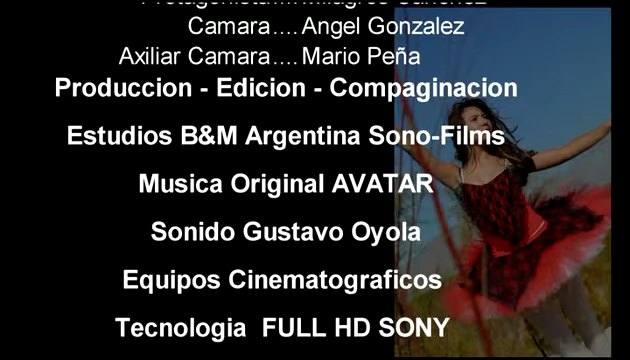 Camara....Angel Gonzalez
Axiliar Camara....Mario Peña
Produccion - Edicion - Compaginacion
Estudios B&M Argentina Sono-Films
Musica Original AVATAR
Sonido Gustavo Oyola
Equipos Cinematograficos
Tecnologia FULL HD SONY